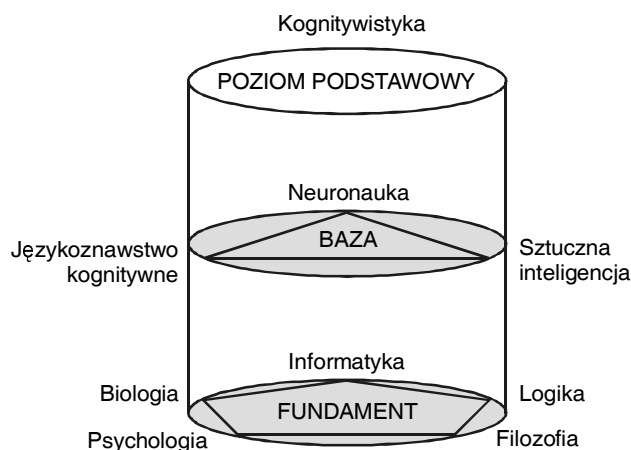 Kognitywistyka
POZIOM PODSTAWOWY
Neuronauka
BAZA
Językoznawstwo
kognitywne
Sztuczna
inteligencja
Informatyka
Biologia
Logika
FUNDAMENT
Psychologia
Filozofia